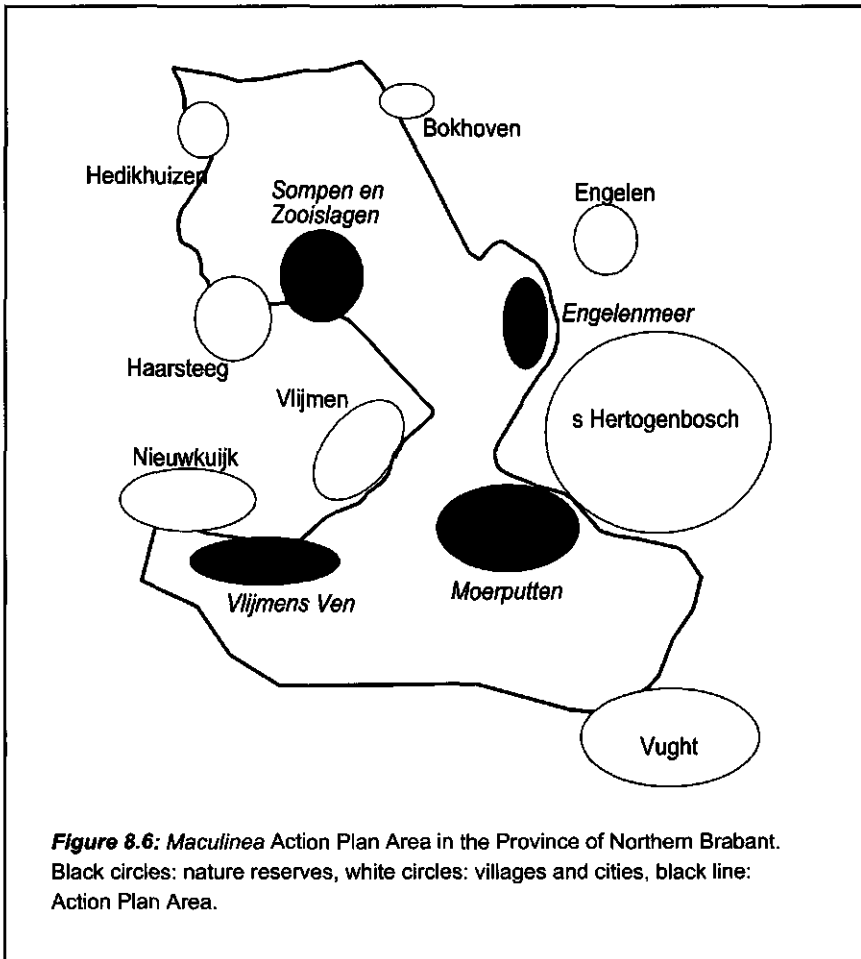 Bokhoven
Hedikhuizen
Sompen en
Zooislagen
Engelen
Engelenmeer
Haarsteeg
Vlijmen
s Hertogenbosch
Nieuwkuijk
Vlijmens Ven
Moerputten
Vught
Figure 8.6: Maculinea Action Plan Area in the Province of Northern Brabant.
Black circles: nature reserves, white circles: villages and cities, black line:
Action Plan Area.